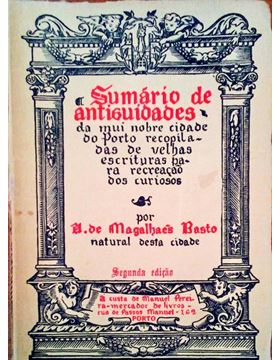 Sumário de
antiguidades
da mui nobre cidade
do Porto recopila-
das de velhas
escrituras pa-
ra recreação
dos curiosos
por
A. de Magalhaẽs Basto
natural desta cidade
Segunda edição
A custa de Manuel Perei-
ra-mercador de livros-
rua de Passos Manuel-162
PORTO